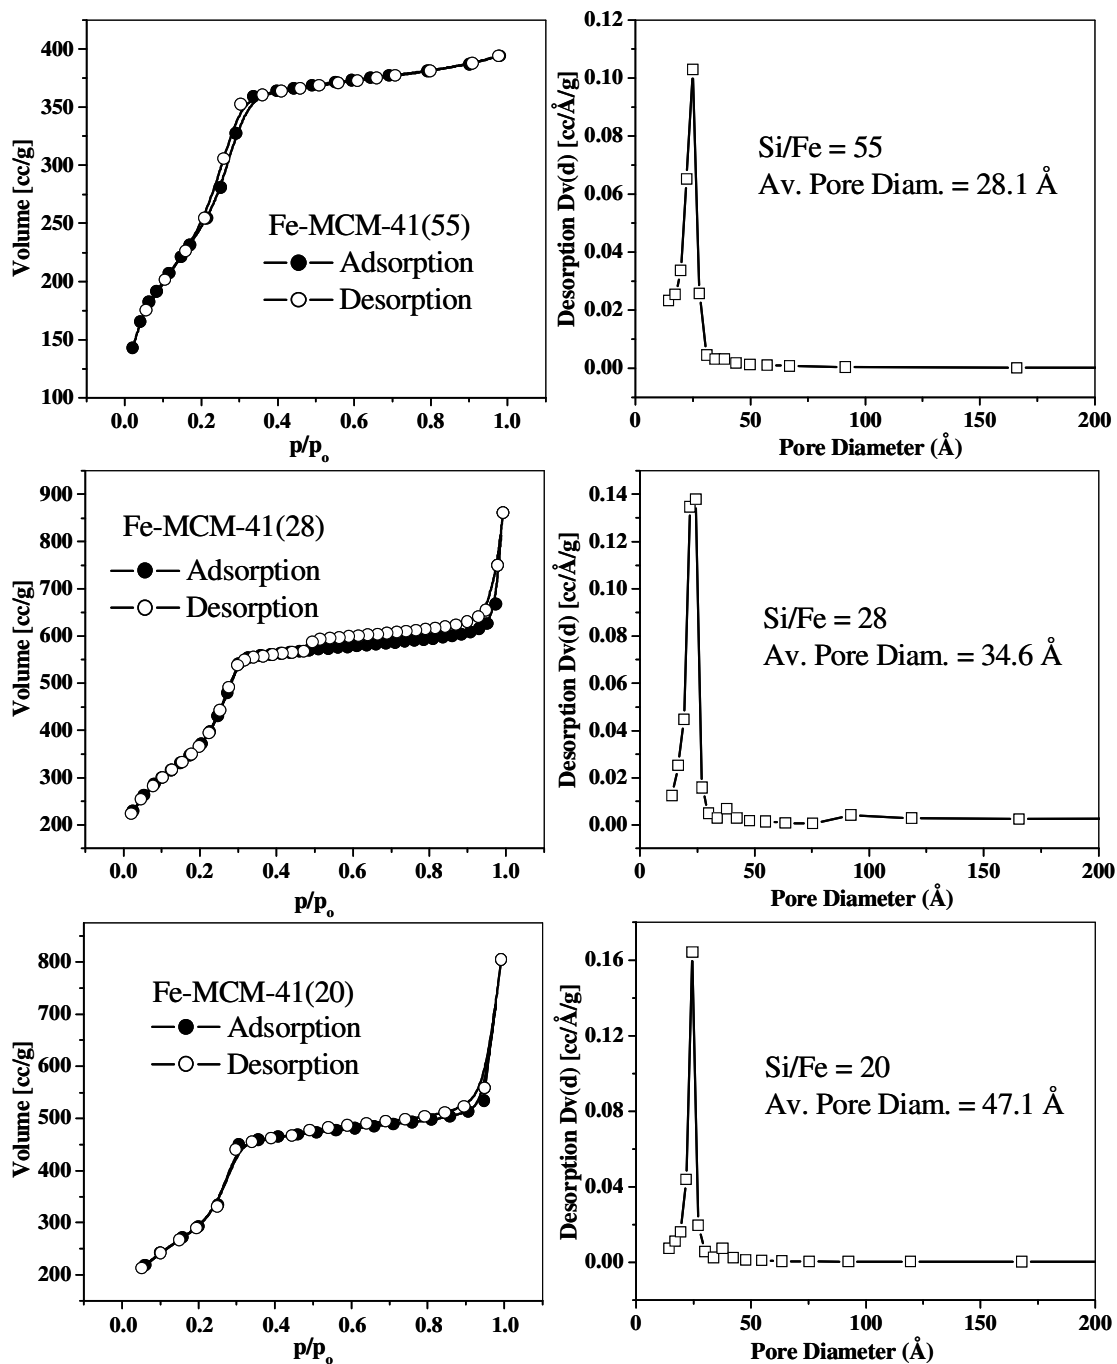 400
350
300
250
200
150
100
Volume [cc/g]
Fe-MCM-41(55)
Adsorption
Desorption
0.0 0.2 0.4 0.6 0.8 1.0
p/p₀
0.12
0.10
0.08
0.06
0.04
0.02
0.00
Desorption Dv(d) [cc/Å/g]
Si/Fe = 55
Av. Pore Diam. = 28.1 Å
0 50 100 150 200
Pore Diameter (Å)
900
800
700
600
500
400
300
200
Volume [cc/g]
Fe-MCM-41(28)
Adsorption
Desorption
0.0 0.2 0.4 0.6 0.8 1.0
p/p₀
0.14
0.12
0.10
0.08
0.06
0.04
0.02
0.00
Desorption Dv(d) [cc/Å/g]
Si/Fe = 28
Av. Pore Diam. = 34.6 Å
0 50 100 150 200
Pore Diameter (Å)
800
700
600
500
400
300
200
Volume [cc/g]
Fe-MCM-41(20)
Adsorption
Desorption
0.0 0.2 0.4 0.6 0.8 1.0
p/p₀
0.16
0.12
0.08
0.04
0.00
Desorption Dv(d) [cc/Å/g]
Si/Fe = 20
Av. Pore Diam. = 47.1 Å
0 50 100 150 200
Pore Diameter (Å)